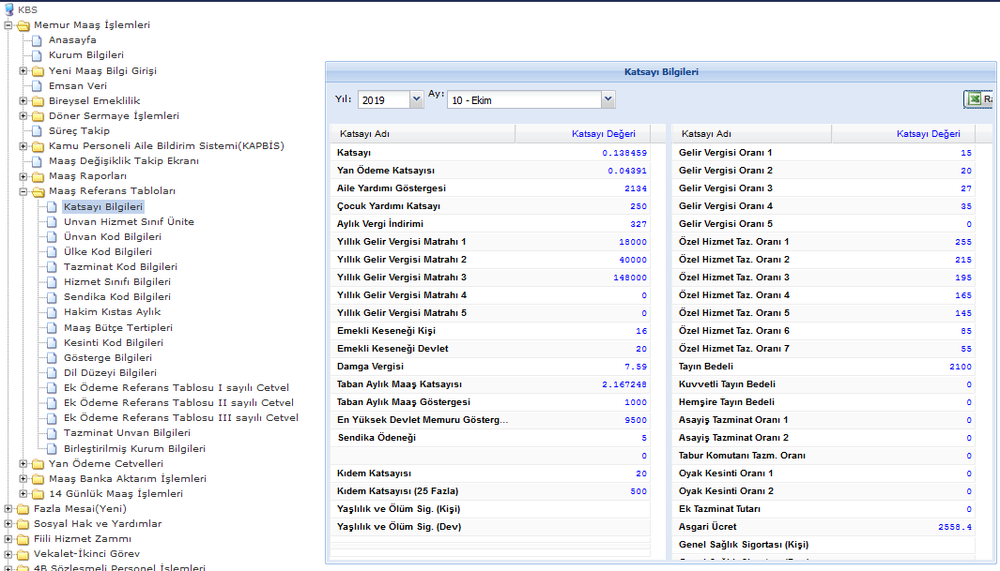 KBS
Memur Maaş İşlemleri
Anasayfa
Kurum Bilgileri
Yeni Maaş Bilgi Girişi
Emsan Veri
Bireysel Emeklilik
Döner Sermaye İşlemleri
Süreç Takip
Kamu Personeli Aile Bildirim Sistemi(KAPBİS)
Maaş Değişiklik Takip Ekranı
Maaş Raporları
Maaş Referans Tabloları
Katsayı Bilgileri
Unvan Hizmet Sınıf Ünite
Ünvan Kod Bilgileri
Ülke Kod Bilgileri
Tazminat Kod Bilgileri
Hizmet Sınıfı Bilgileri
Sendika Kod Bilgileri
Hakim Kıstas Aylık
Maaş Bütçe Tertipleri
Kesinti Kod Bilgileri
Gösterge Bilgileri
Dil Düzeyi Bilgileri
Ek Ödeme Referans Tablosu I sayılı Cetvel
Ek Ödeme Referans Tablosu II sayılı Cetvel
Ek Ödeme Referans Tablosu III sayılı Cetvel
Tazminat Unvan Bilgileri
Birleştirilmiş Kurum Bilgileri
Yan Ödeme Cetvelleri
Maaş Banka Aktarım İşlemleri
14 Günlük Maaş İşlemleri
Fazla Mesai(Yeni)
Sosyal Hak ve Yardımlar
Fiili Hizmet Zammı
Vekalet-İkinci Görev
4B Sözleşmeli Personel İşlemleri
Katsayı Bilgileri
Yıl: 2019 Ay: 10 - Ekim Ra
Katsayı Adı Katsayı Değeri
Katsayı 0.138459
Yan Ödeme Katsayısı 0.04391
Aile Yardımı Göstergesi 2134
Çocuk Yardımı Katsayı 250
Aylık Vergi İndirimi 327
Yıllık Gelir Vergisi Matrahı 1 18000
Yıllık Gelir Vergisi Matrahı 2 40000
Yıllık Gelir Vergisi Matrahı 3 148000
Yıllık Gelir Vergisi Matrahı 4 0
Yıllık Gelir Vergisi Matrahı 5 0
Emekli Keseneği Kişi 16
Emekli Keseneği Devlet 20
Damga Vergisi 7.59
Taban Aylık Maaş Katsayısı 2.167248
Taban Aylık Maaş Göstergesi 1000
En Yüksek Devlet Memuru Gösterg... 9500
Sendika Ödeneği 5
0
Kıdem Katsayısı 20
Kıdem Katsayısı (25 Fazla) 500
Yaşlılık ve Ölüm Sig. (Kişi)
Yaşlılık ve Ölüm Sig. (Dev)
Katsayı Adı Katsayı Değeri
Gelir Vergisi Oranı 1 15
Gelir Vergisi Oranı 2 20
Gelir Vergisi Oranı 3 27
Gelir Vergisi Oranı 4 35
Gelir Vergisi Oranı 5 0
Özel Hizmet Taz. Oranı 1 255
Özel Hizmet Taz. Oranı 2 215
Özel Hizmet Taz. Oranı 3 195
Özel Hizmet Taz. Oranı 4 165
Özel Hizmet Taz. Oranı 5 145
Özel Hizmet Taz. Oranı 6 85
Özel Hizmet Taz. Oranı 7 55
Tayın Bedeli 2100
Kuvvetli Tayın Bedeli 0
Hemşire Tayın Bedeli 0
Asayiş Tazminat Oranı 1 0
Asayiş Tazminat Oranı 2 0
Tabur Komutanı Tazm. Oranı 0
Oyak Kesinti Oranı 1 0
Oyak Kesinti Oranı 2 0
Ek Tazminat Tutarı 0
Asgari Ücret 2558.4
Genel Sağlık Sigortası (Kişi)